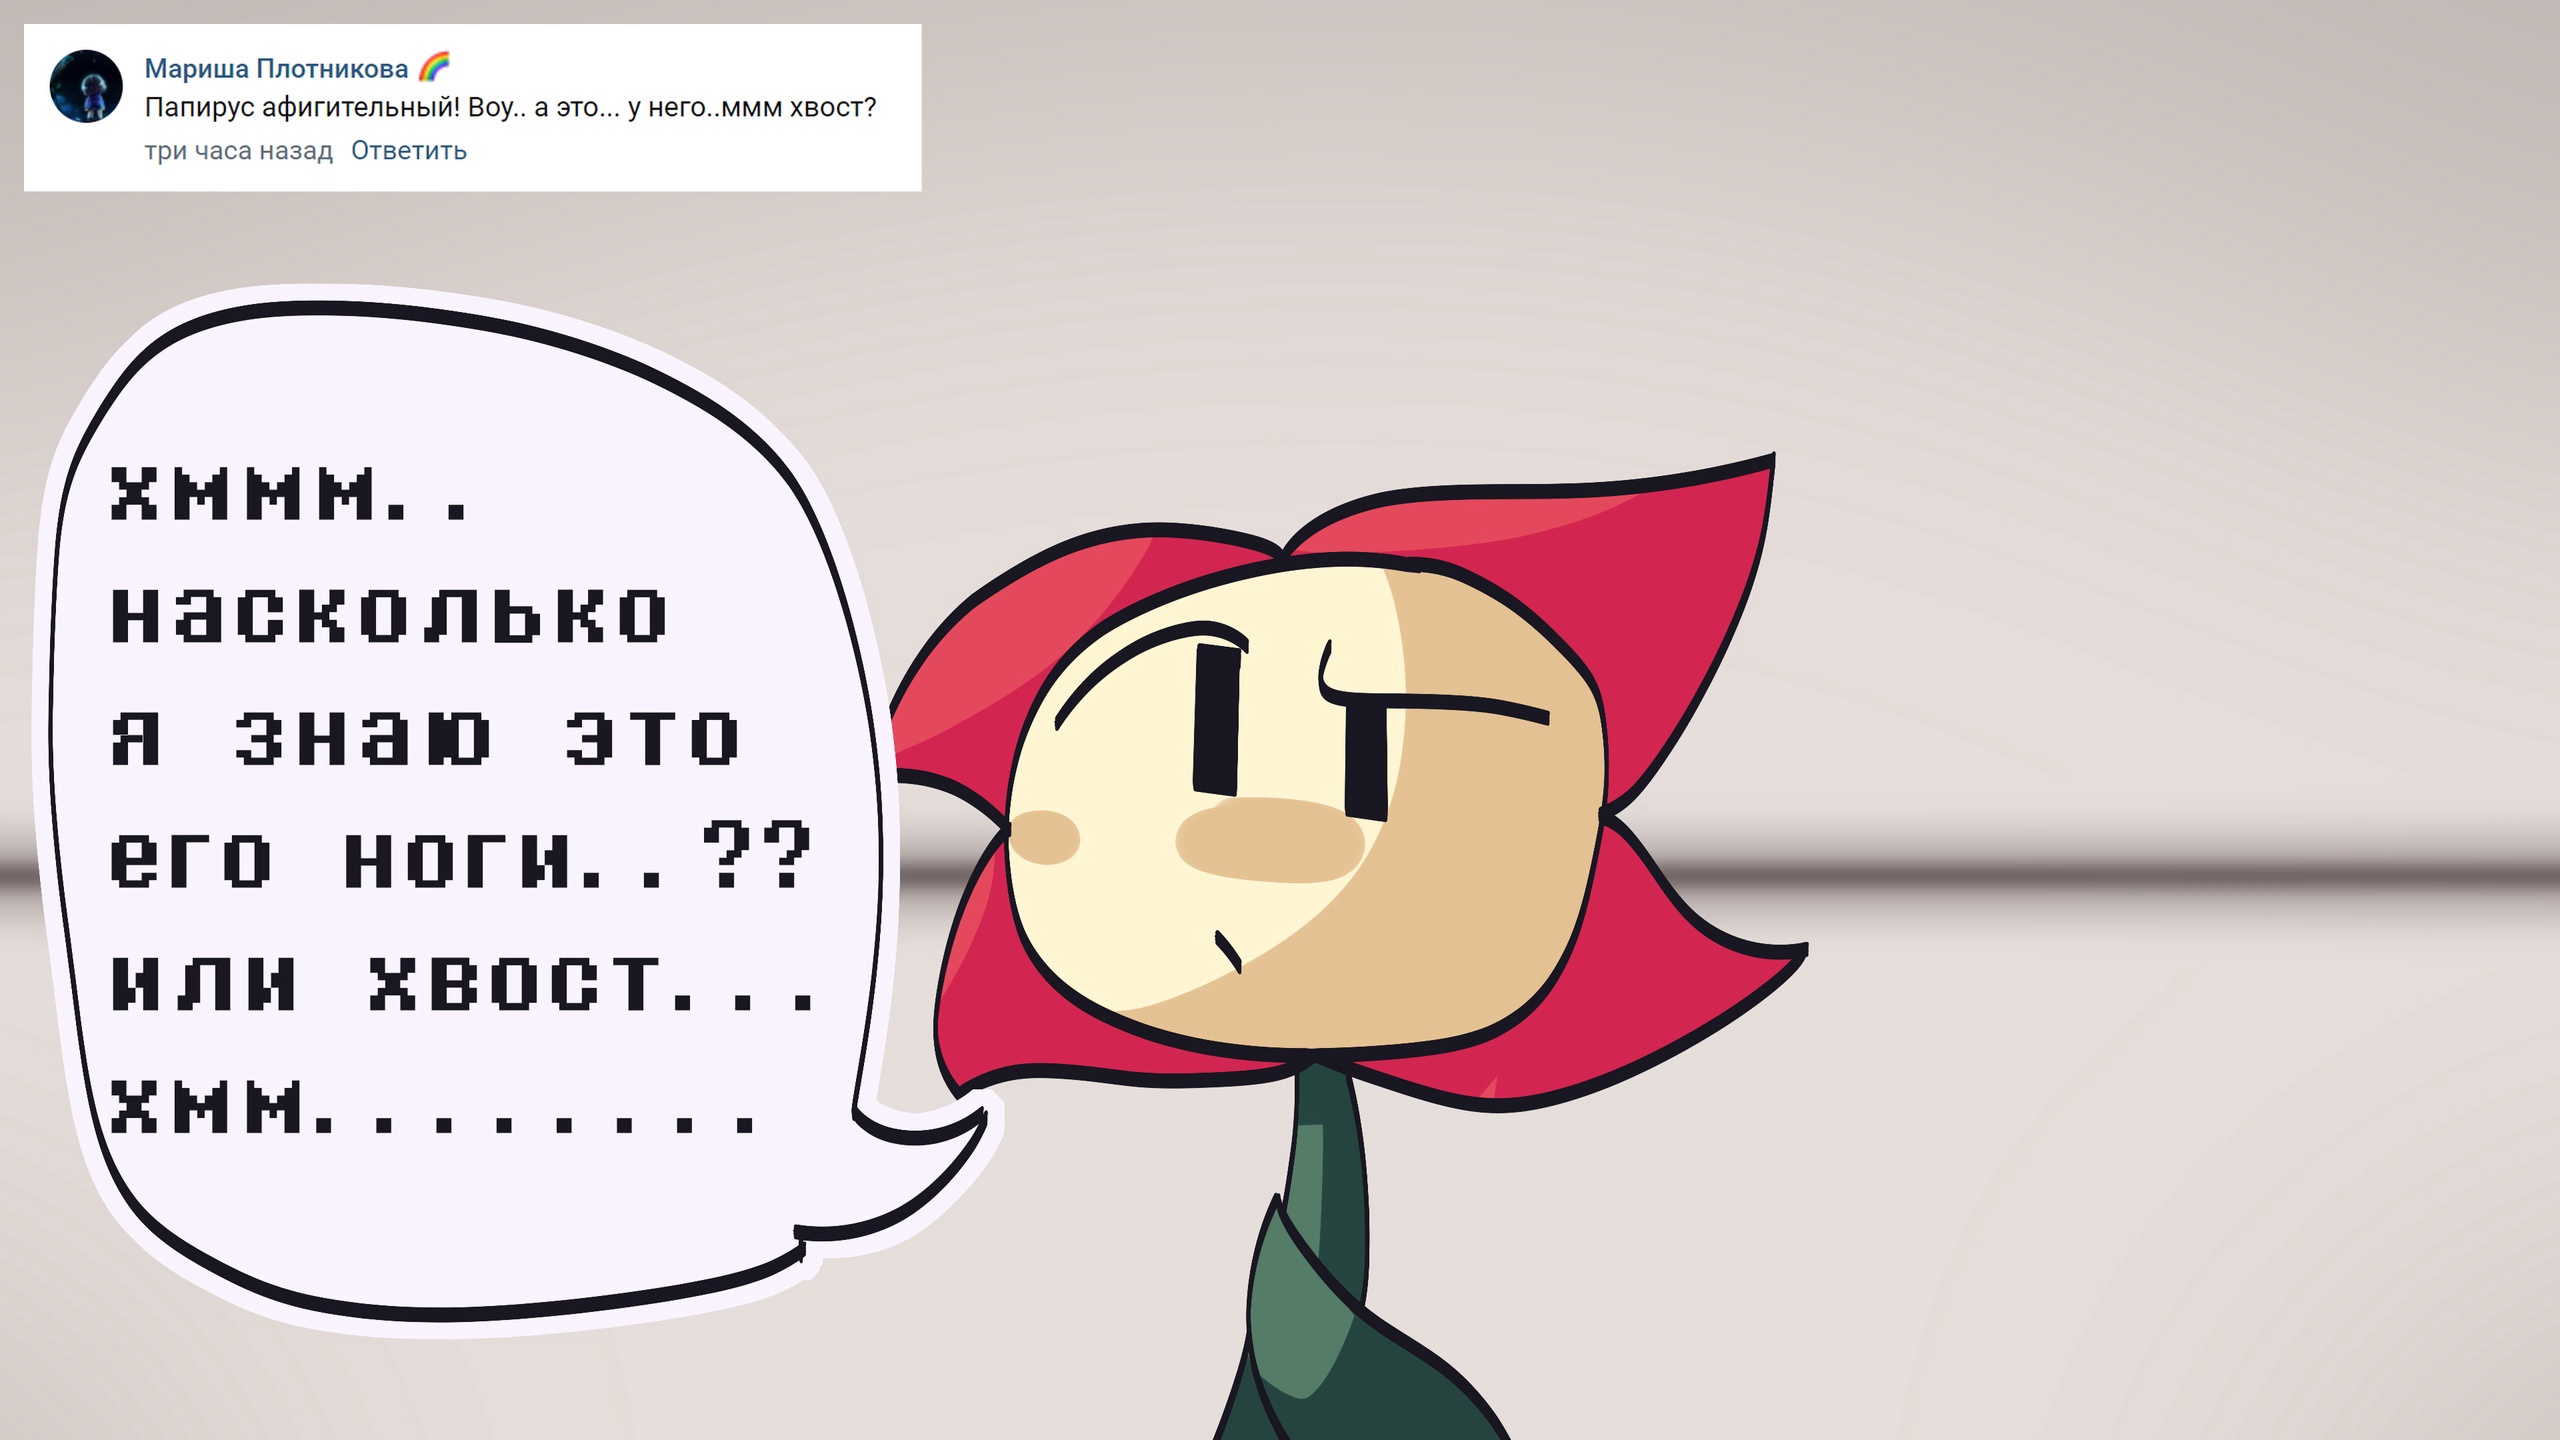 Мариша Плотникова 🌈
Папирус афигительный! Воу.. а это... у него..ммм хвост?
три часа назад Ответить
хммм..
насколько
я знаю это
его ноги..??
или хвост...
хмм........